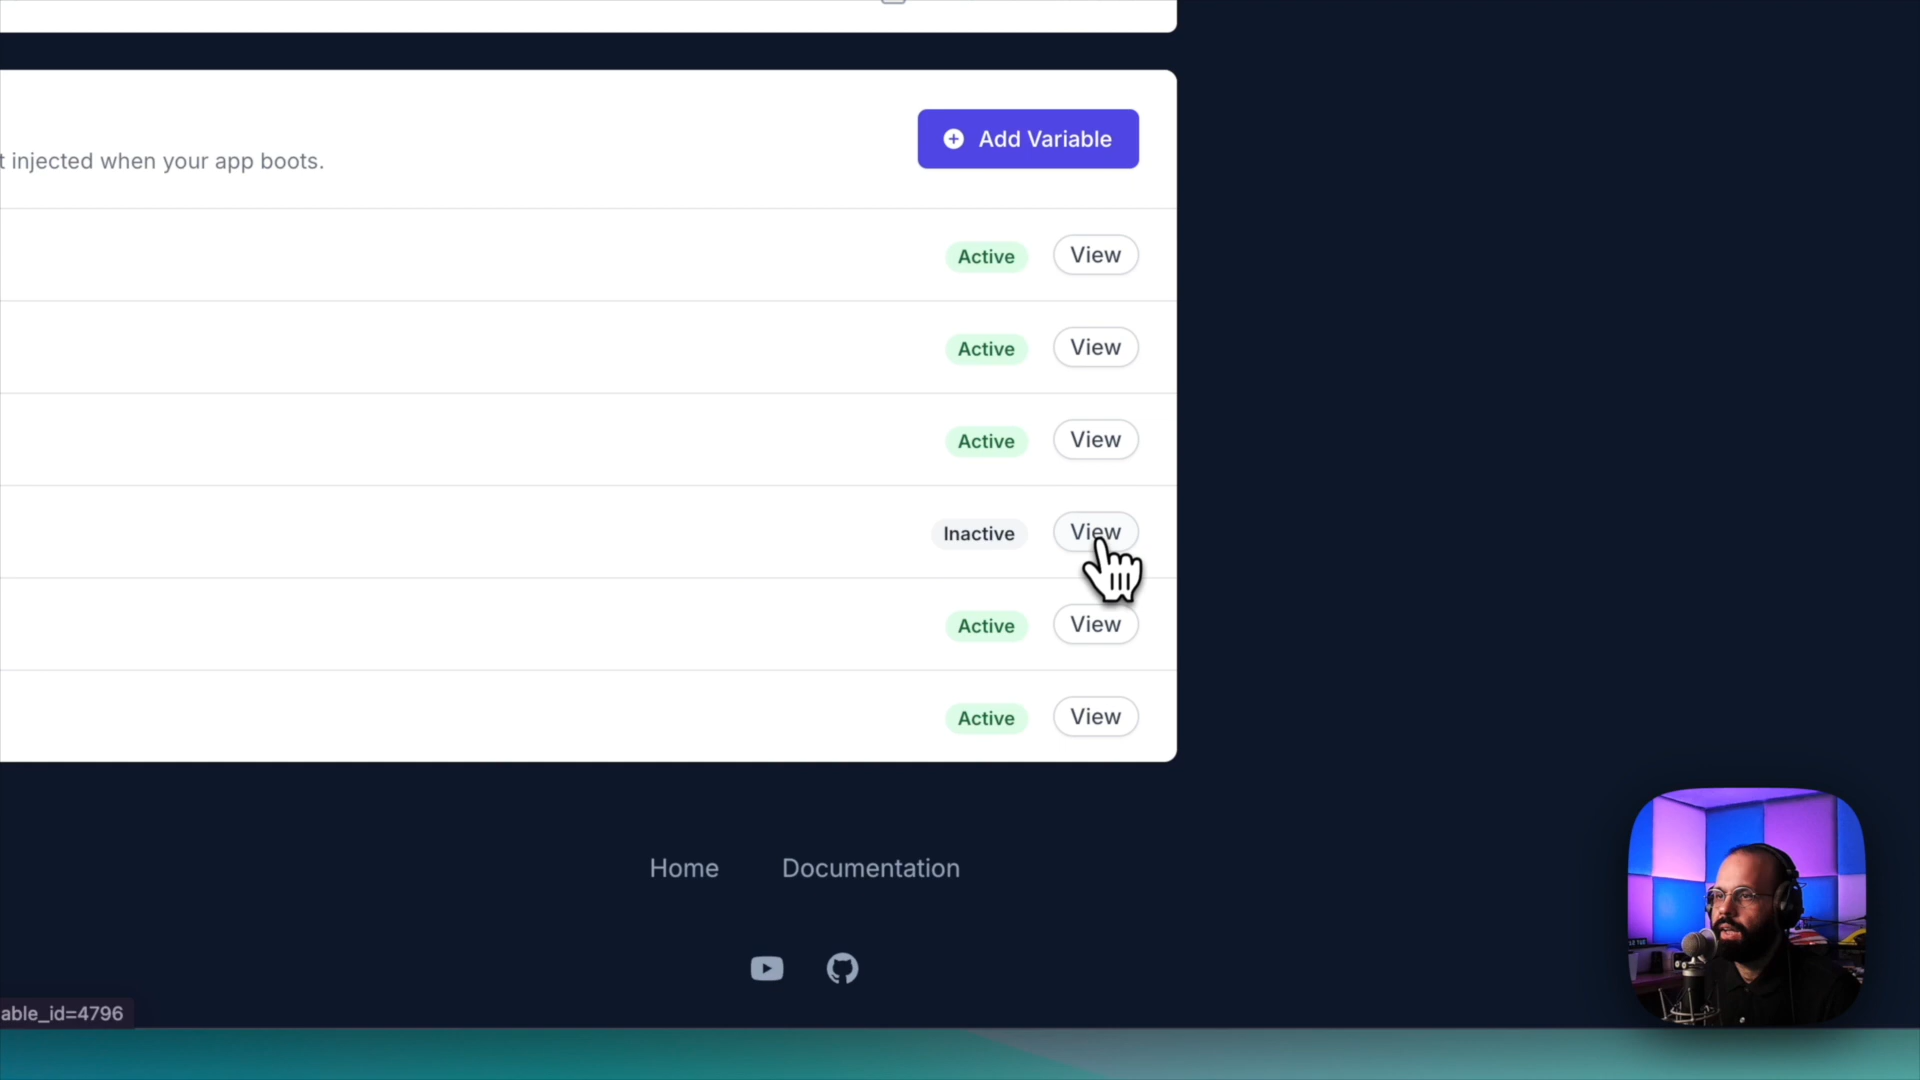 Add Variable
t injected when your app boots.
Active View
Active View
Active View
Inactive View
Active View
Active View
Home Documentation
able_id=4796